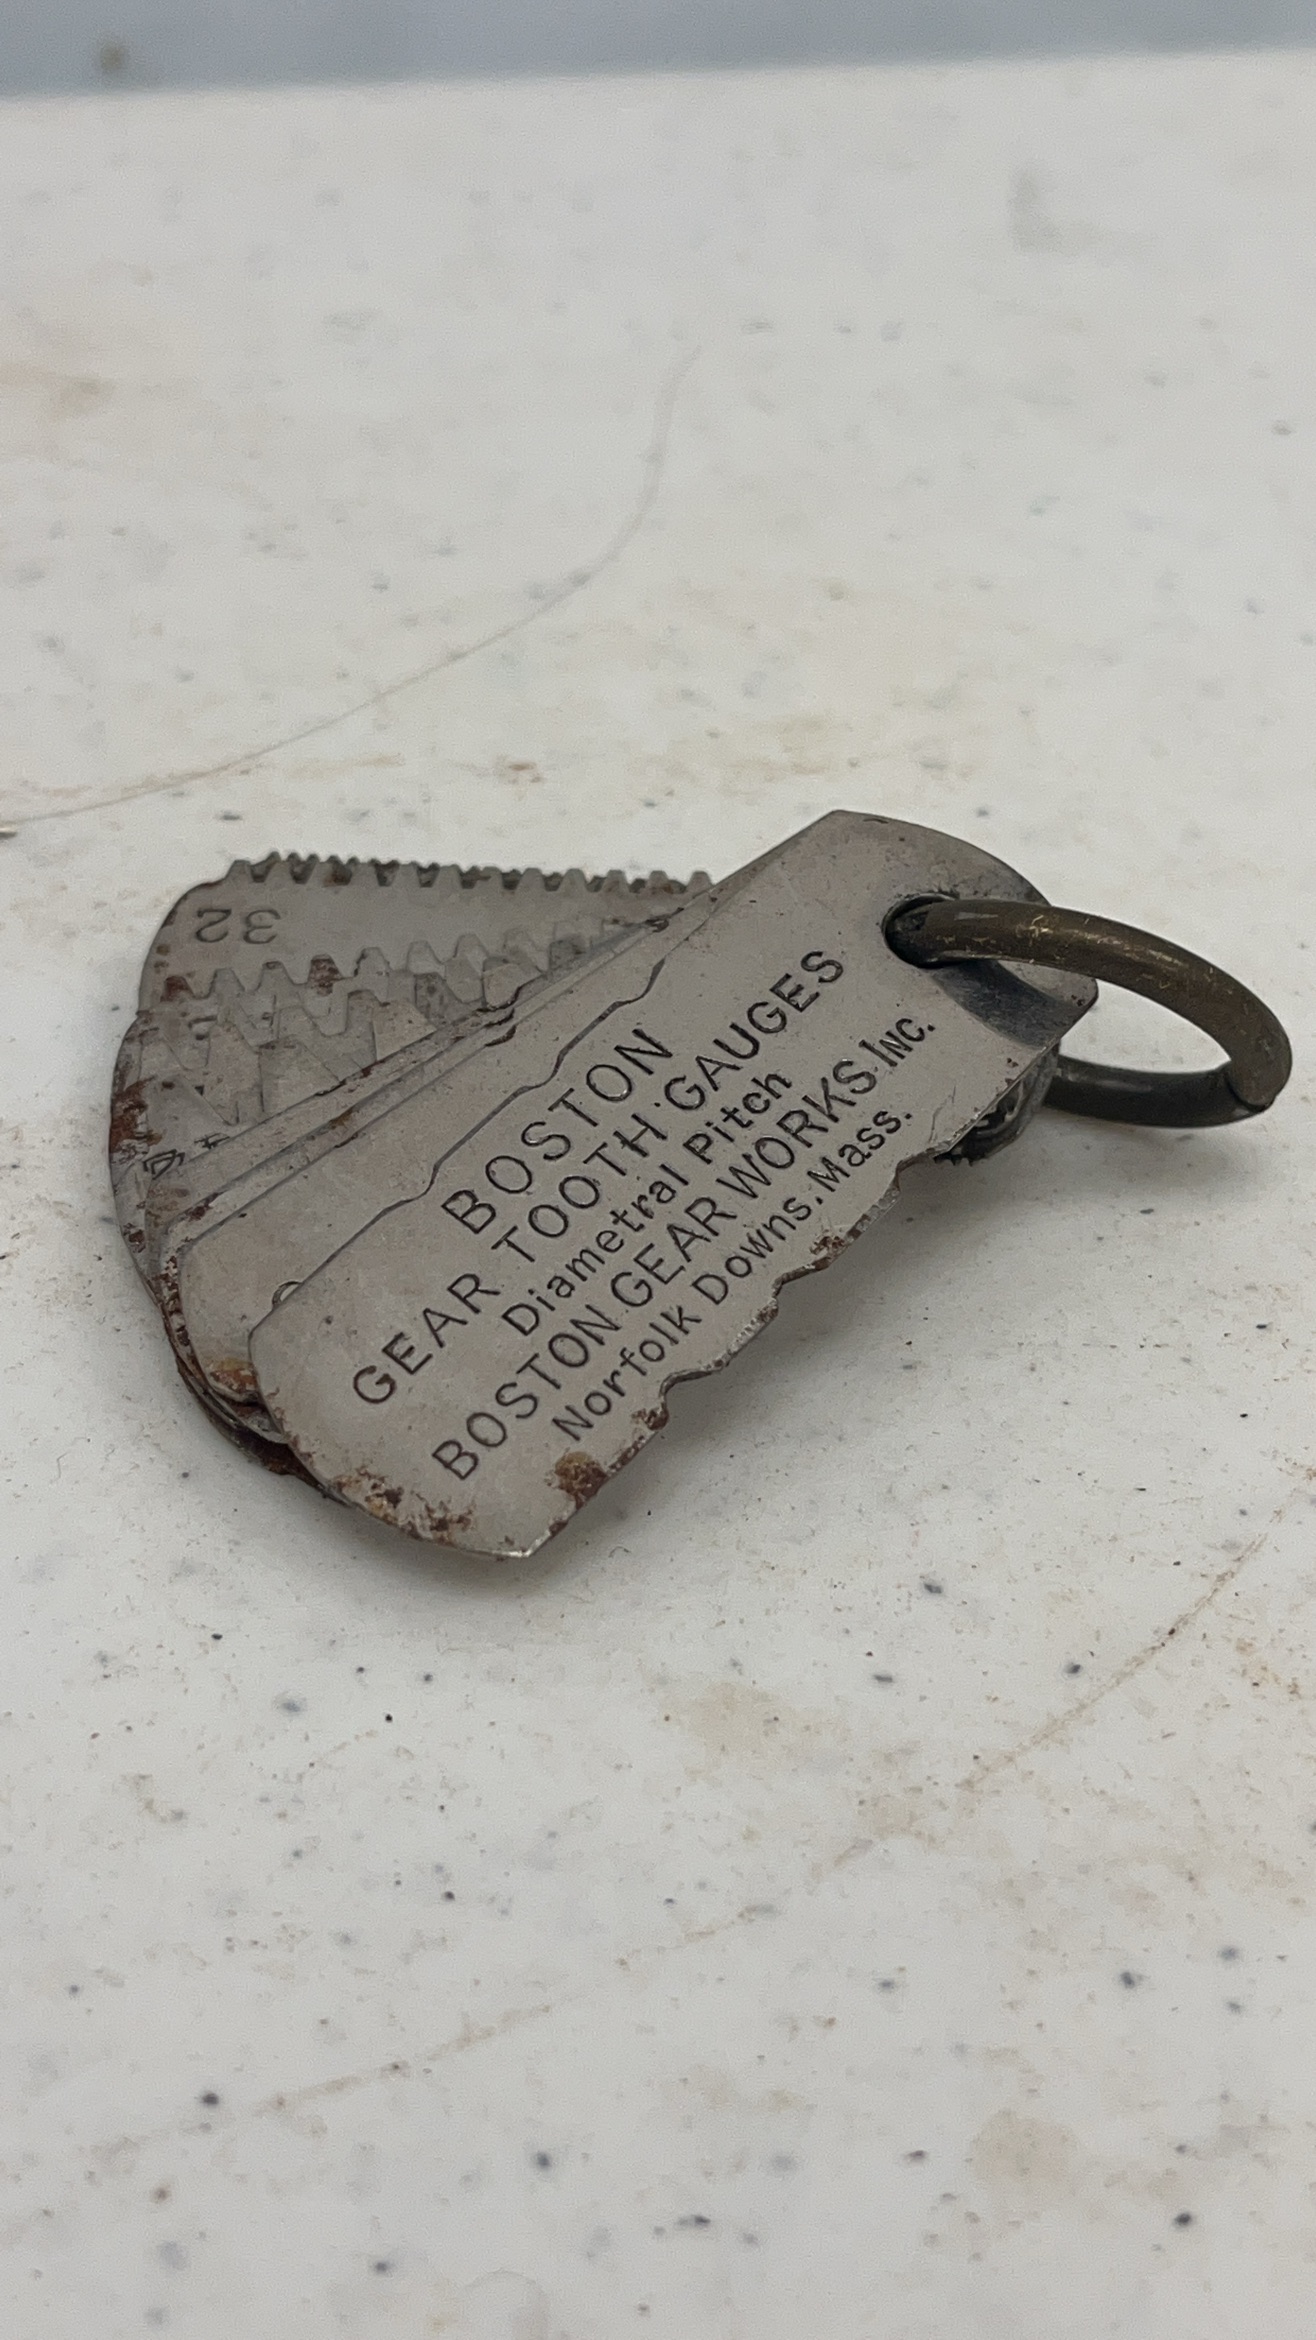 32
BOSTON
GEAR TOOTH GAUGES
Diametral Pitch
BOSTON GEAR WORKS INC.
Norfolk Downs. Mass.